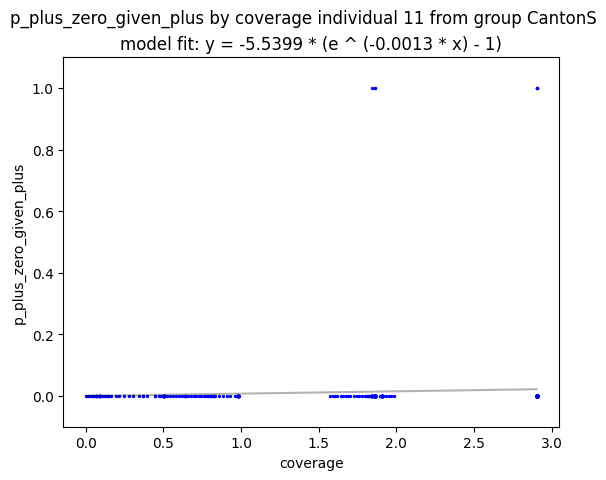 p_plus_zero_given_plus by coverage individual 11 from group CantonS
model fit: y = -5.5399 * (e ^ (-0.0013 * x) - 1)
1.0
0.8
0.6
0.4
0.2
0.0
p_plus_zero_given_plus
0.0 0.5 1.0 1.5 2.0 2.5 3.0
coverage